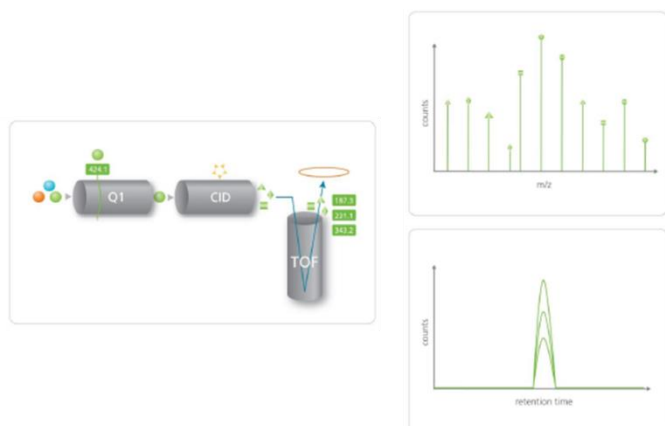 424.1
Q1
CID
TOF
187.3
231.1
343.2
counts
m/z
counts
retention time